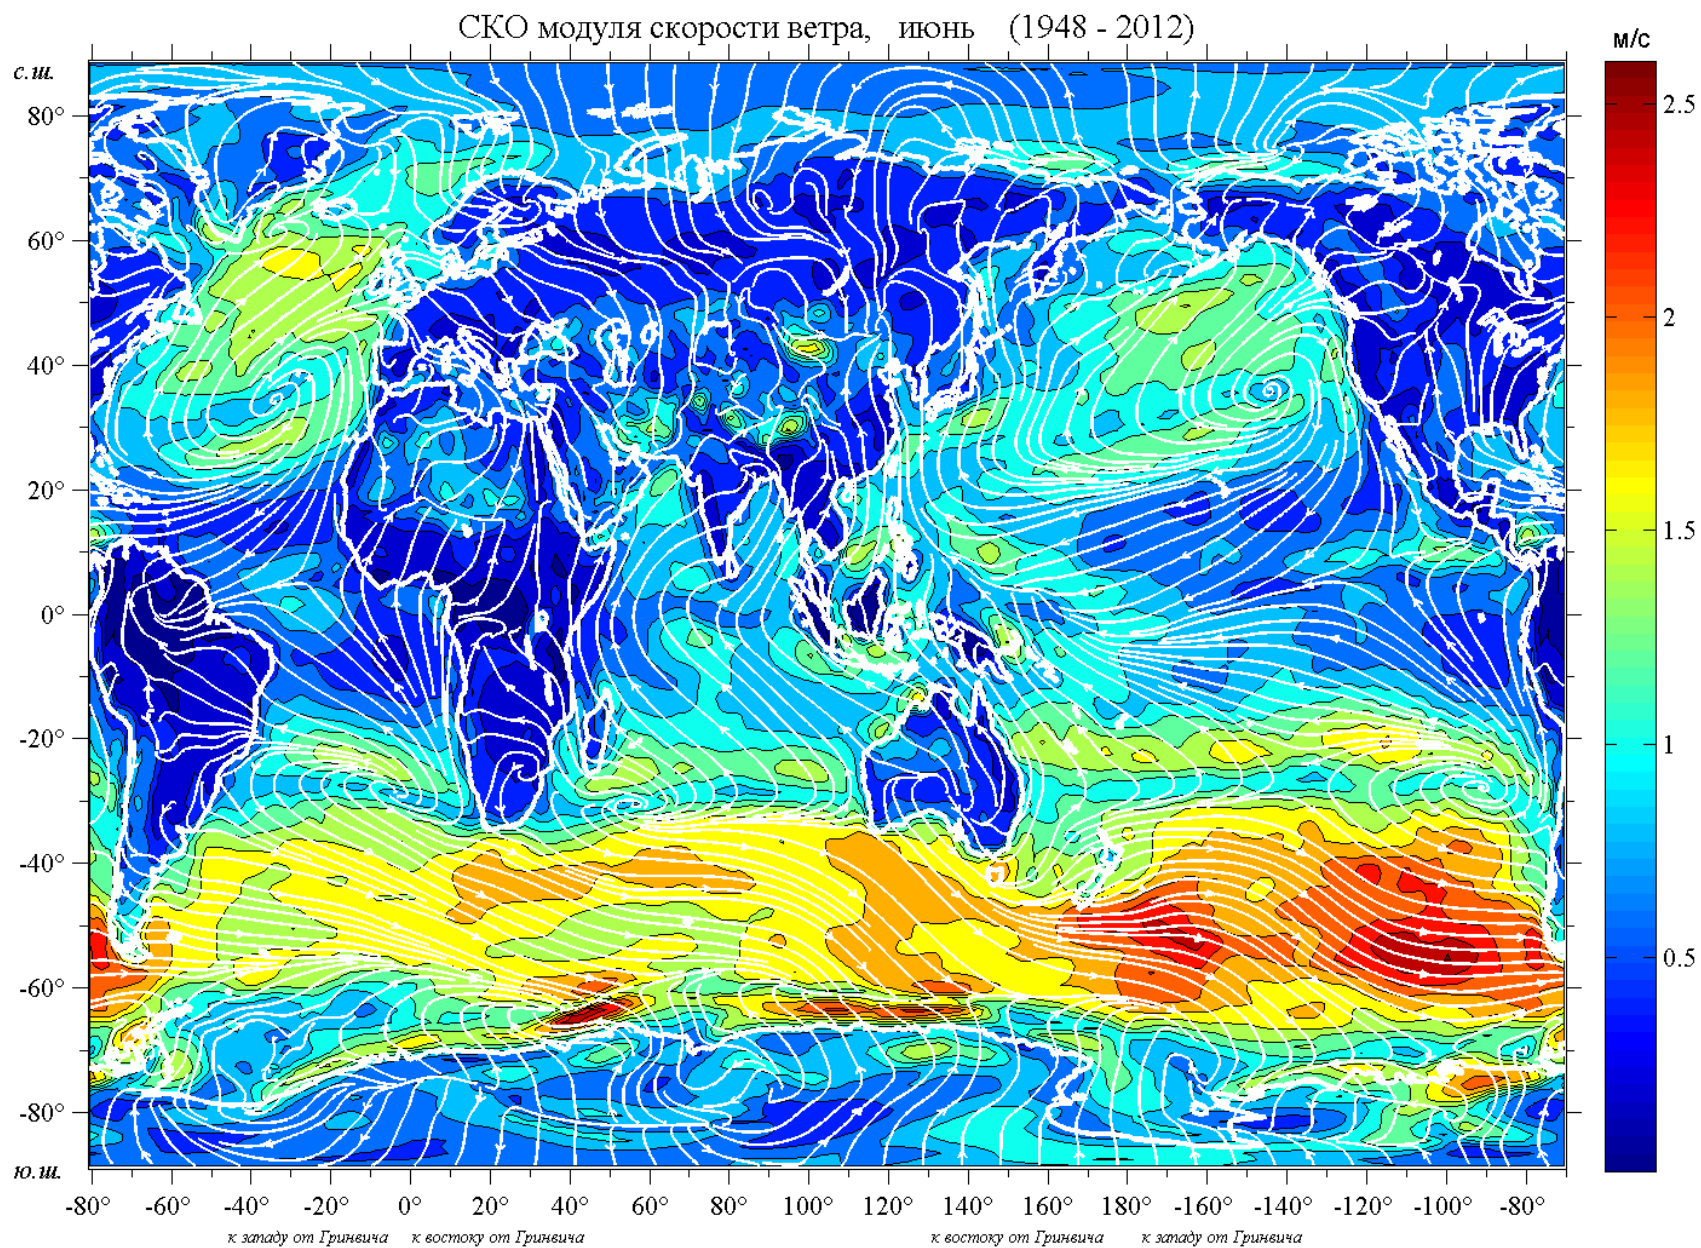 СКО модуля скорости ветра, июнь (1948 - 2012)
м/с
с.ш.
80°
60°
40°
20°
0°
-20°
-40°
-60°
-80°
ю.ш.
2.5
2
1.5
1
0.5
-80° -60° -40° -20° 0° 20° 40° 60° 80° 100° 120° 140° 160° 180° -160° -140° -120° -100° -80°
к западу от Гринвича к востоку от Гринвича к востоку от Гринвича к западу от Гринвича